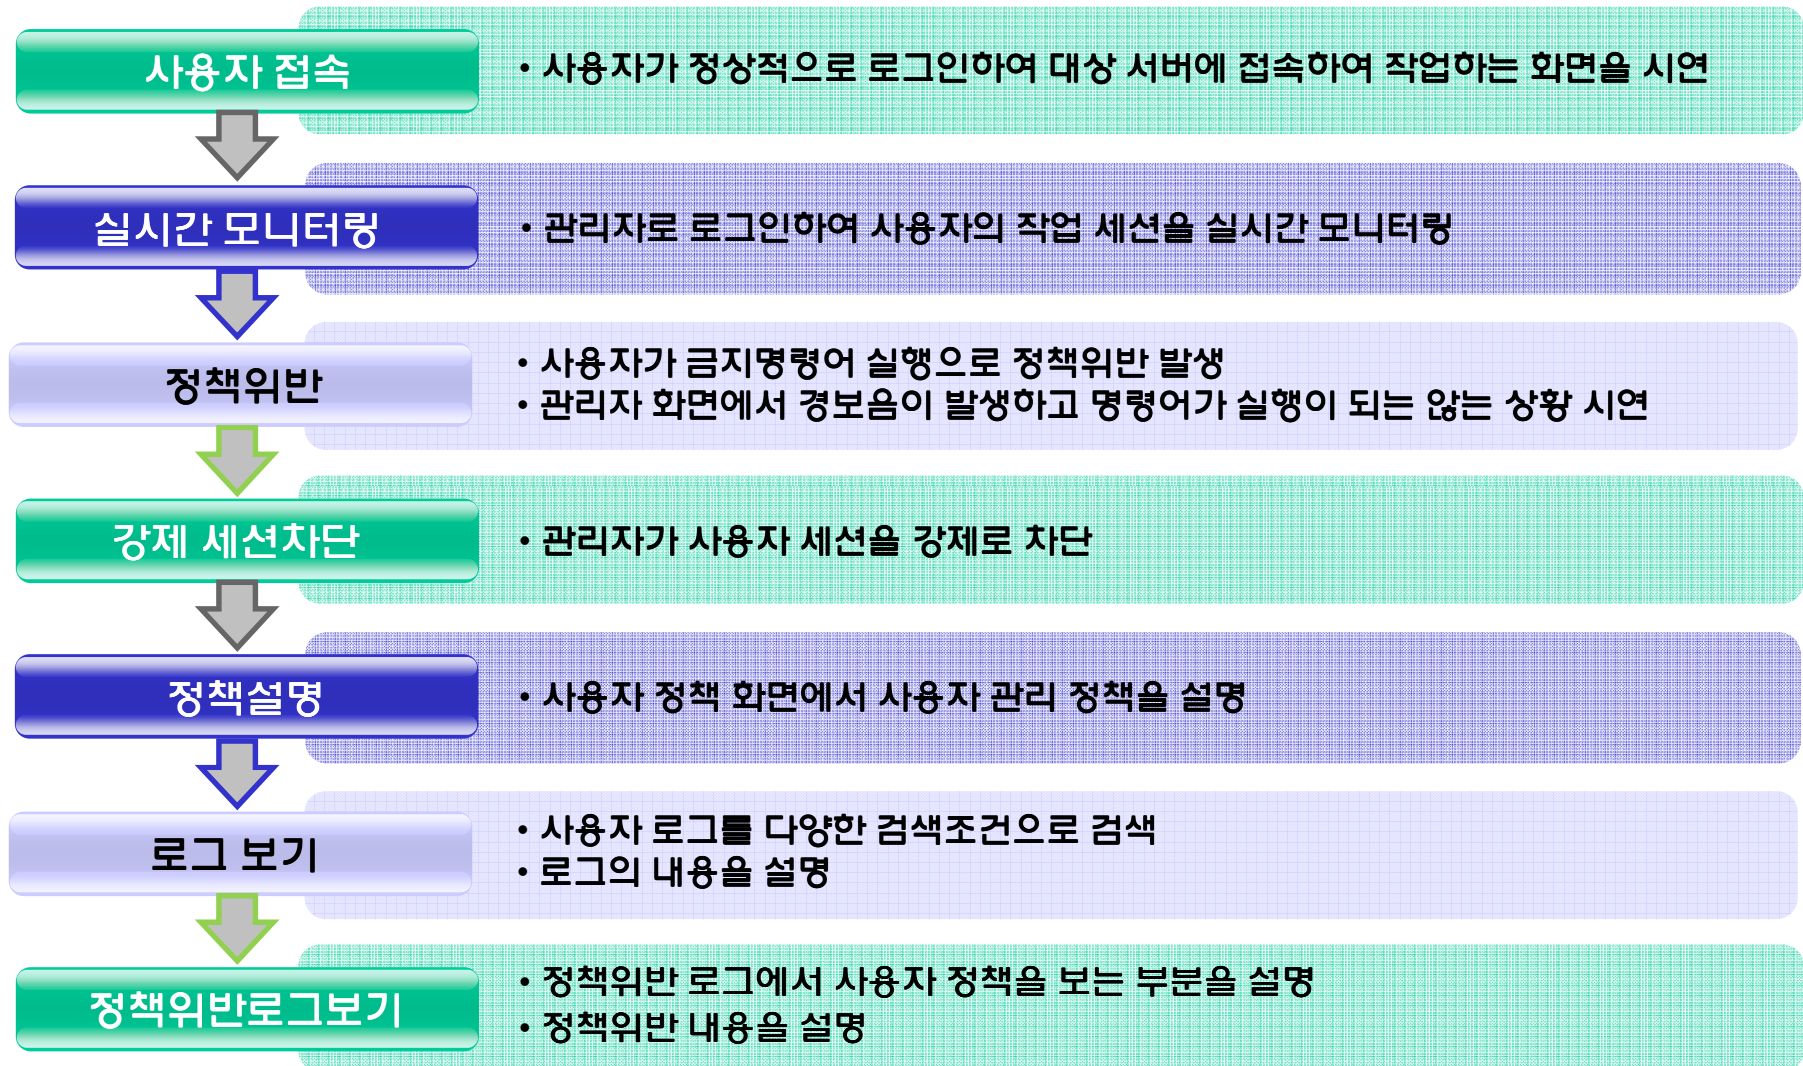 사용자 접속
• 사용자가 정상적으로 로그인하여 대상 서버에 접속하여 작업하는 화면을 시연
실시간 모니터링
• 관리자로 로그인하여 사용자의 작업 세션을 실시간 모니터링
정책위반
• 사용자가 금지명령어 실행으로 정책위반 발생
• 관리자 화면에서 경보음이 발생하고 명령어가 실행이 되는 않는 상황 시연
강제 세션차단
• 관리자가 사용자 세션을 강제로 차단
정책설명
• 사용자 정책 화면에서 사용자 관리 정책을 설명
로그 보기
• 사용자 로그를 다양한 검색조건으로 검색
• 로그의 내용을 설명
정책위반로그보기
• 정책위반 로그에서 사용자 정책을 보는 부분을 설명
• 정책위반 내용을 설명